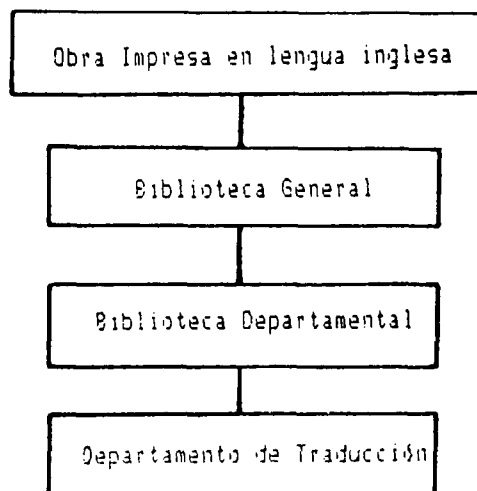 Obra Impresa en lengua inglesa
Biblioteca General
Biblioteca Departamental
Departamento de Traducción